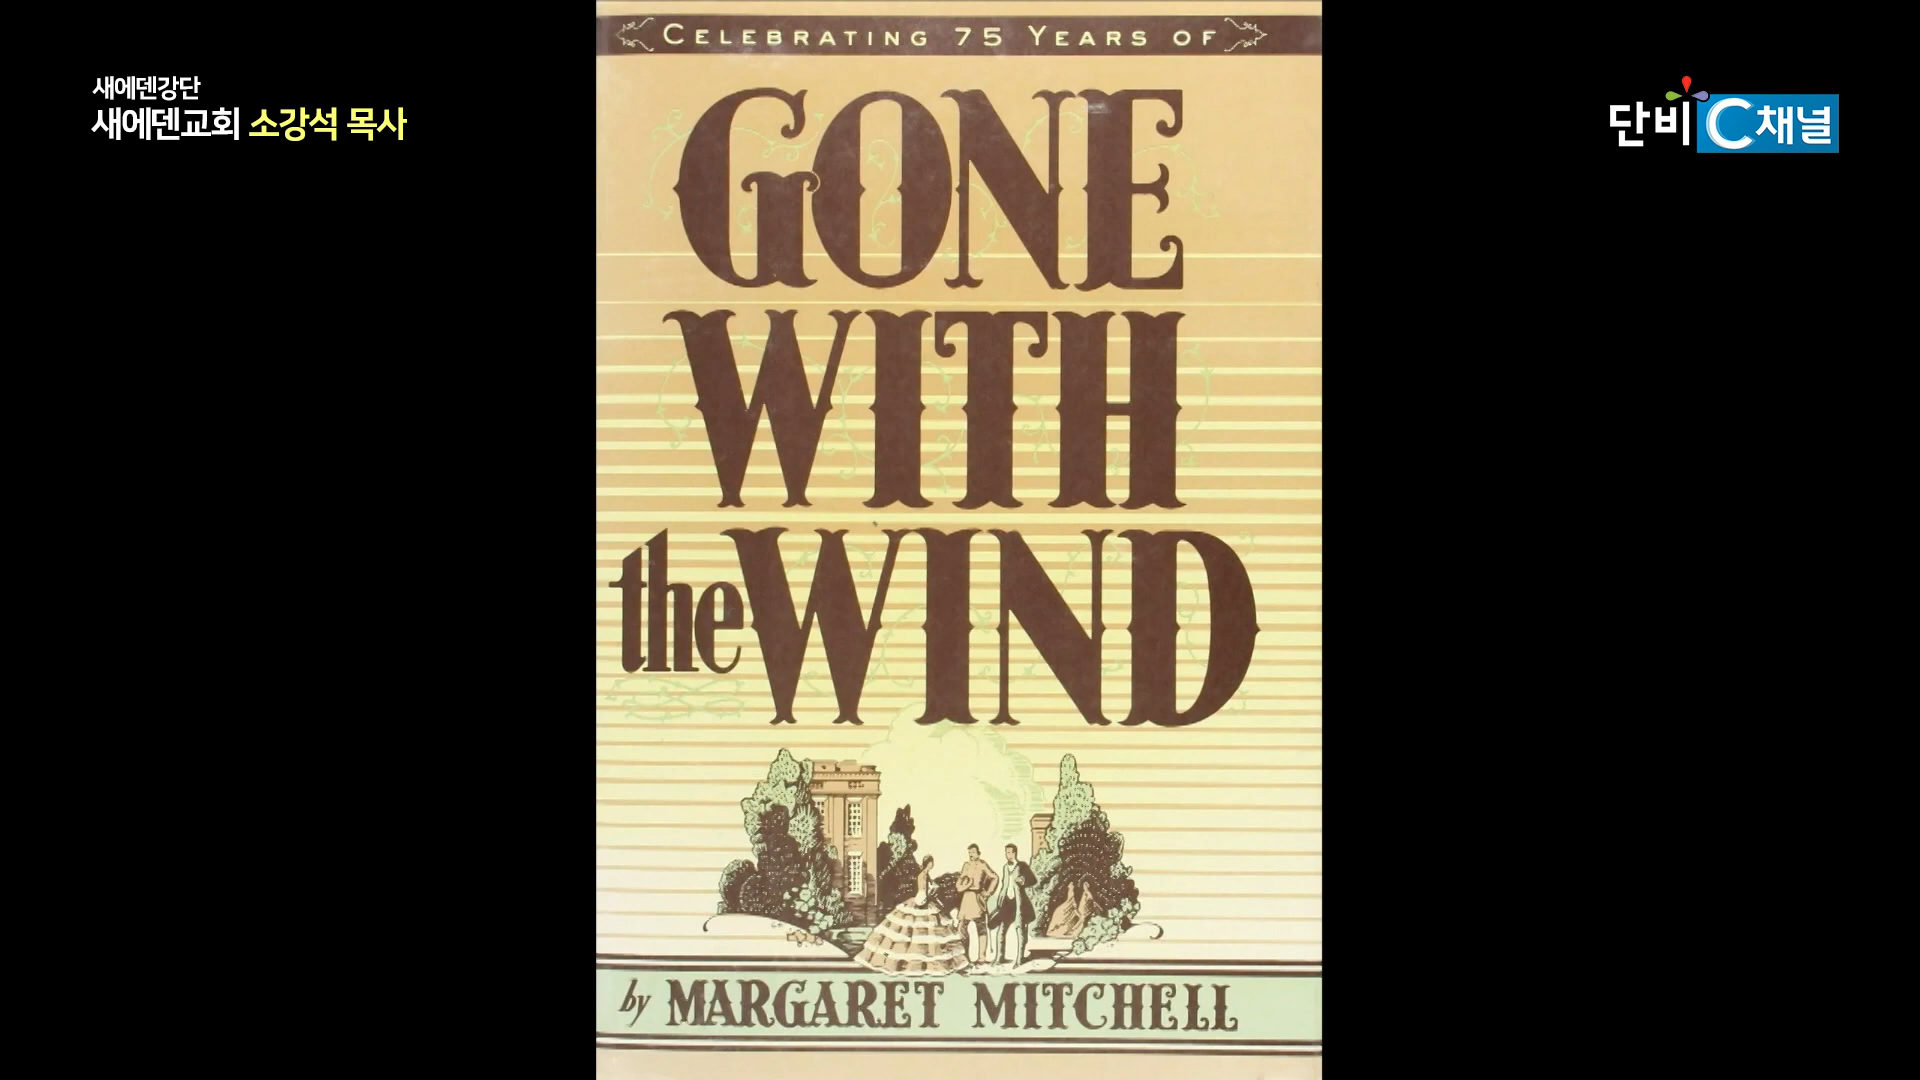 새에덴강단
새에덴교회 소강석 목사
단비 C채널
CELEBRATING 75 YEARS OF
GONE
WITH
the WIND
by MARGARET MITCHELL